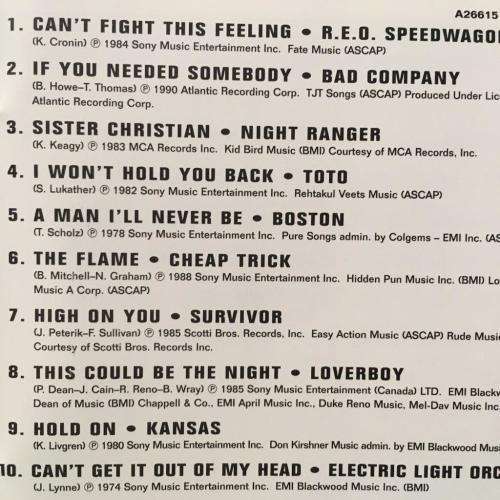 A26615
1. CAN'T FIGHT THIS FEELING • R.E.O. SPEEDWAGO
(K. Cronin) ℗ 1984 Sony Music Entertainment Inc. Fate Music (ASCAP)
2. IF YOU NEEDED SOMEBODY • BAD COMPANY
(B. Howe–T. Thomas) ℗ 1990 Atlantic Recording Corp. TJT Songs (ASCAP) Produced Under Lic
Atlantic Recording Corp.
3. SISTER CHRISTIAN • NIGHT RANGER
(K. Keagy) ℗ 1983 MCA Records Inc. Kid Bird Music (BMI) Courtesy of MCA Records, Inc.
4. I WON'T HOLD YOU BACK • TOTO
(S. Lukather) ℗ 1982 Sony Music Entertainment Inc. Rehtakul Veets Music (ASCAP)
5. A MAN I'LL NEVER BE • BOSTON
(T. Scholz) ℗ 1978 Sony Music Entertainment Inc. Pure Songs admin. by Colgems – EMI Inc. (AS
6. THE FLAME • CHEAP TRICK
(B. Mitchell–N. Graham) ℗ 1988 Sony Music Entertainment Inc. Hidden Pun Music Inc. (BMI) Lo
Music A Corp. (ASCAP)
7. HIGH ON YOU • SURVIVOR
(J. Peterik–F. Sullivan) ℗ 1985 Scotti Bros. Records, Inc. Easy Action Music (ASCAP) Rude Musi
Courtesy of Scotti Bros. Records Inc.
8. THIS COULD BE THE NIGHT • LOVERBOY
(P. Dean–J. Cain–R. Reno–B. Wray) ℗ 1985 Sony Music Entertainment (Canada) LTD. EMI Blackw
Dean of Music (BMI) Chappell & Co., EMI April Music Inc., Duke Reno Music, Mel-Dav Music Inc.
9. HOLD ON • KANSAS
(K. Livgren) ℗ 1980 Sony Music Entertainment Inc. Don Kirshner Music admin. by EMI Blackwood Musi
10. CAN'T GET IT OUT OF MY HEAD • ELECTRIC LIGHT ORC
(J. Lynne) ℗ 1974 Sony Music Entertainment Inc. EMI Blackwood Music Inc. (BMI)